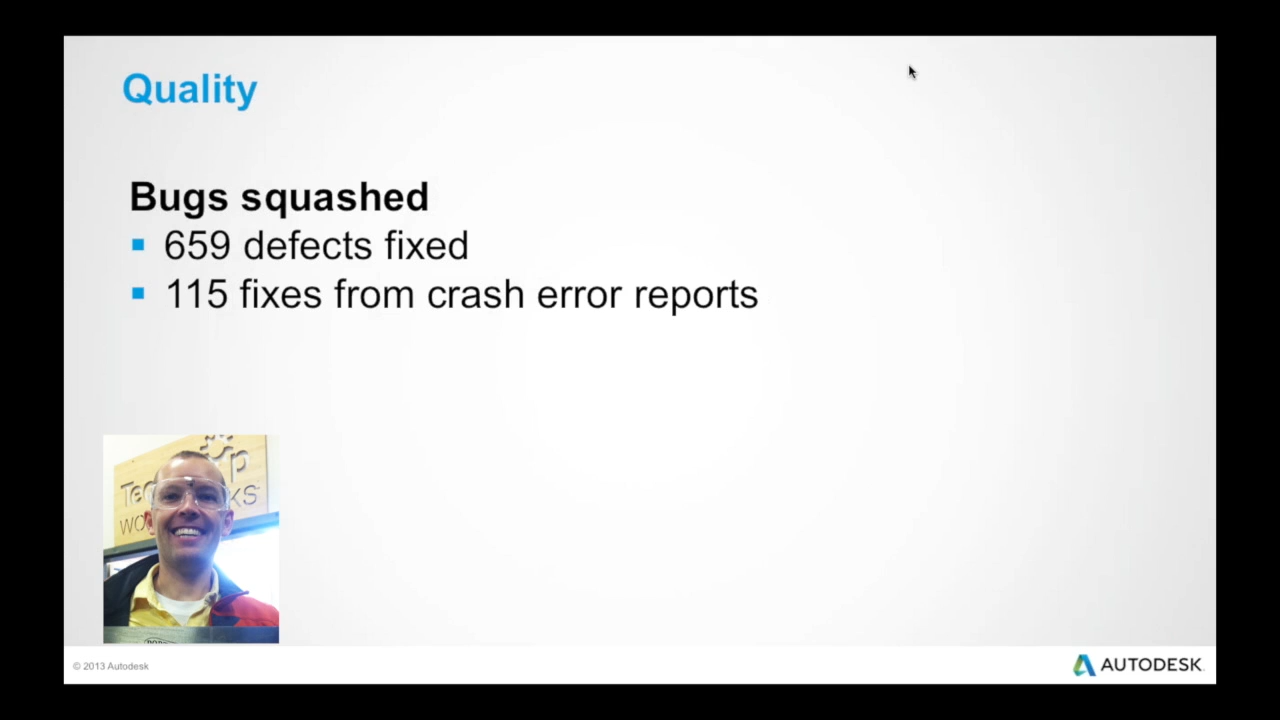 Quality
Bugs squashed
▪ 659 defects fixed
▪ 115 fixes from crash error reports
© 2013 Autodesk
AUTODESK.